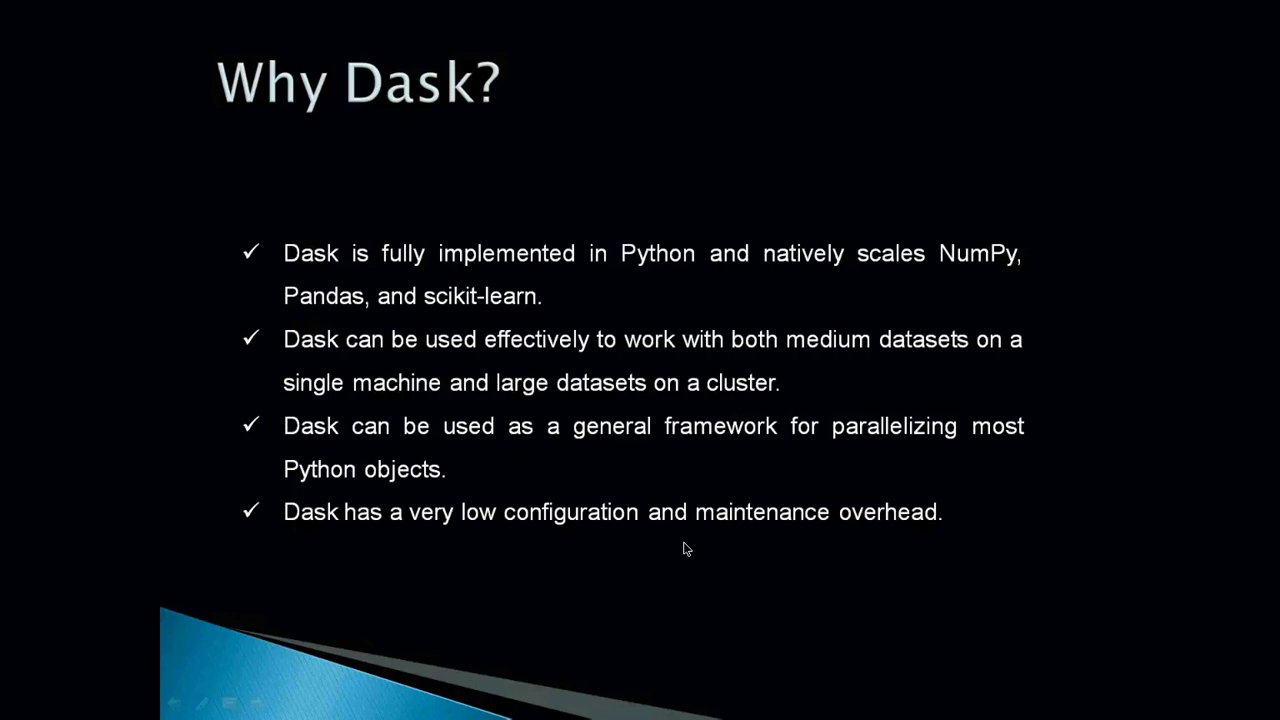 Why Dask?
✓ Dask is fully implemented in Python and natively scales NumPy,
Pandas, and scikit-learn.
✓ Dask can be used effectively to work with both medium datasets on a
single machine and large datasets on a cluster.
✓ Dask can be used as a general framework for parallelizing most
Python objects.
✓ Dask has a very low configuration and maintenance overhead.